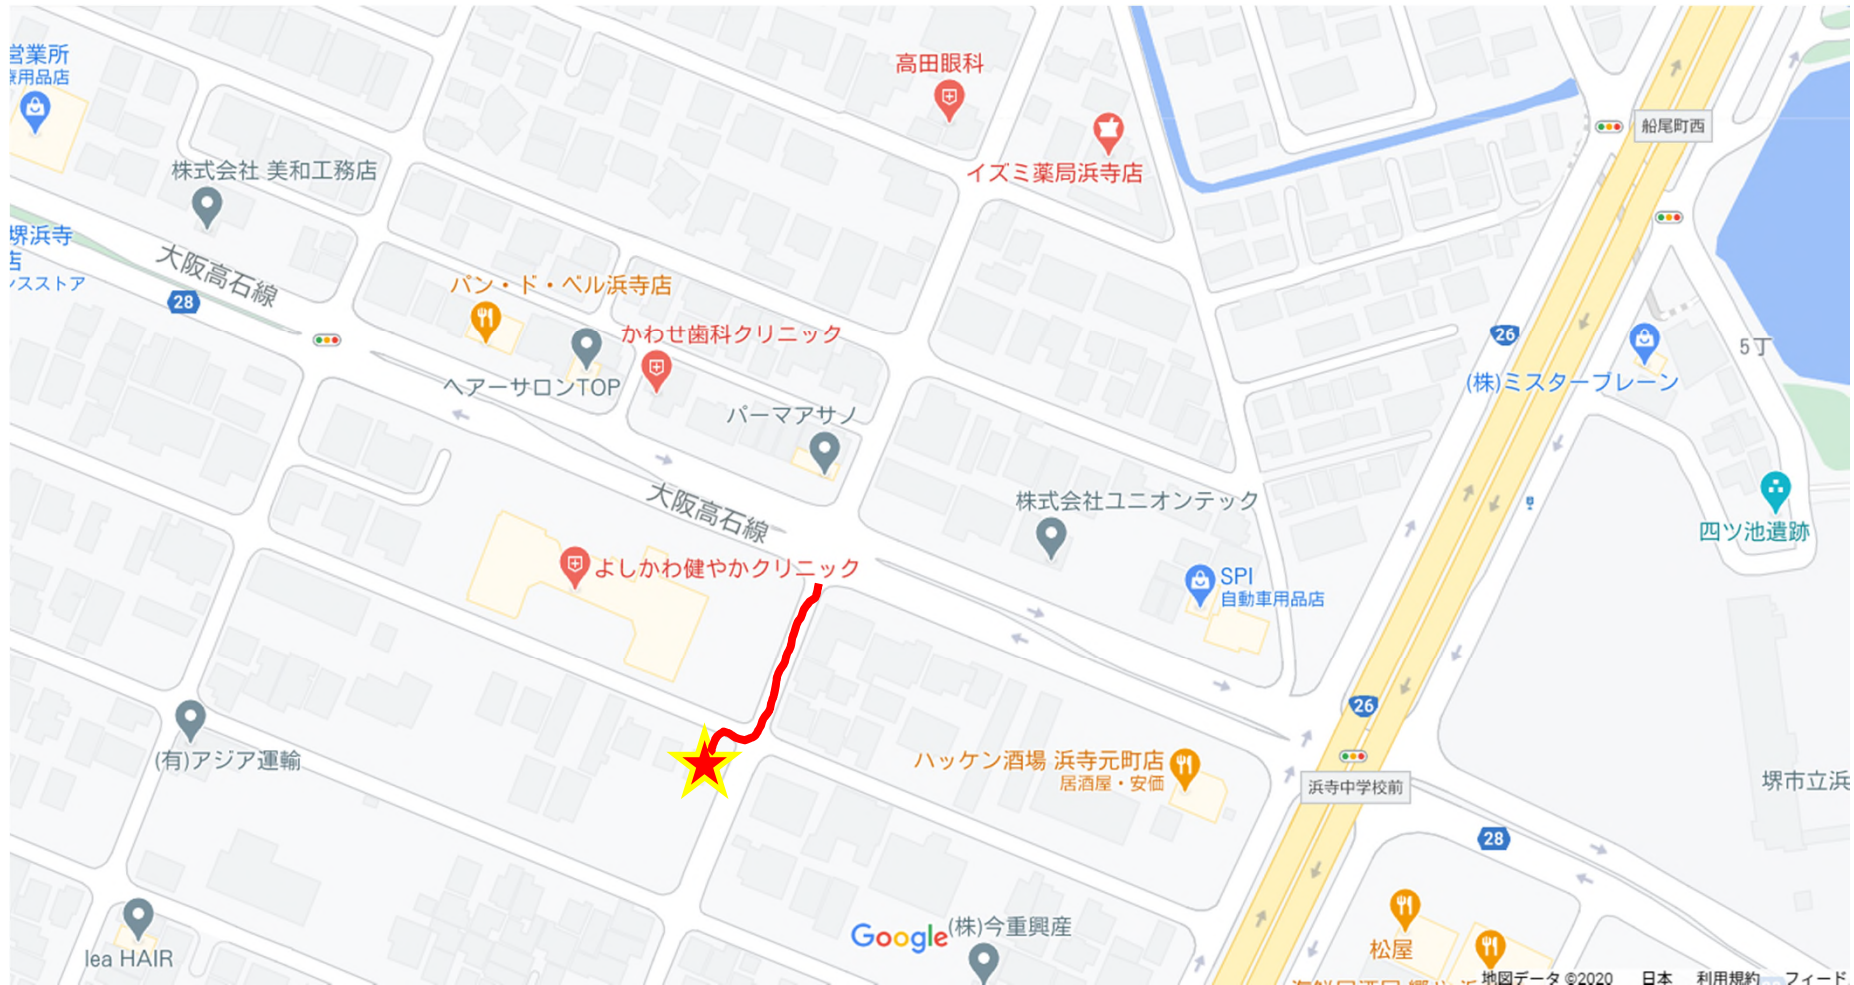 営業所
療用品店
高田眼科
船尾町西
イズミ薬局浜寺店
株式会社 美和工務店
堺浜寺
店
ンスストア
大阪高石線
28
パン・ド・ベル浜寺店
かわせ歯科クリニック
26
5丁
(株)ミスターブレーン
ヘアーサロンTOP
パーマアサノ
大阪高石線
株式会社ユニオンテック
四ツ池遺跡
よしかわ健やかクリニック
SPI
自動車用品店
26
(有)アジア運輸
ハッケン酒場 浜寺元町店
居酒屋・安価
浜寺中学校前
堺市立浜
28
Google
(株)今重興産
松屋
lea HAIR
地図データ ©2020 日本 利用規約 フィード